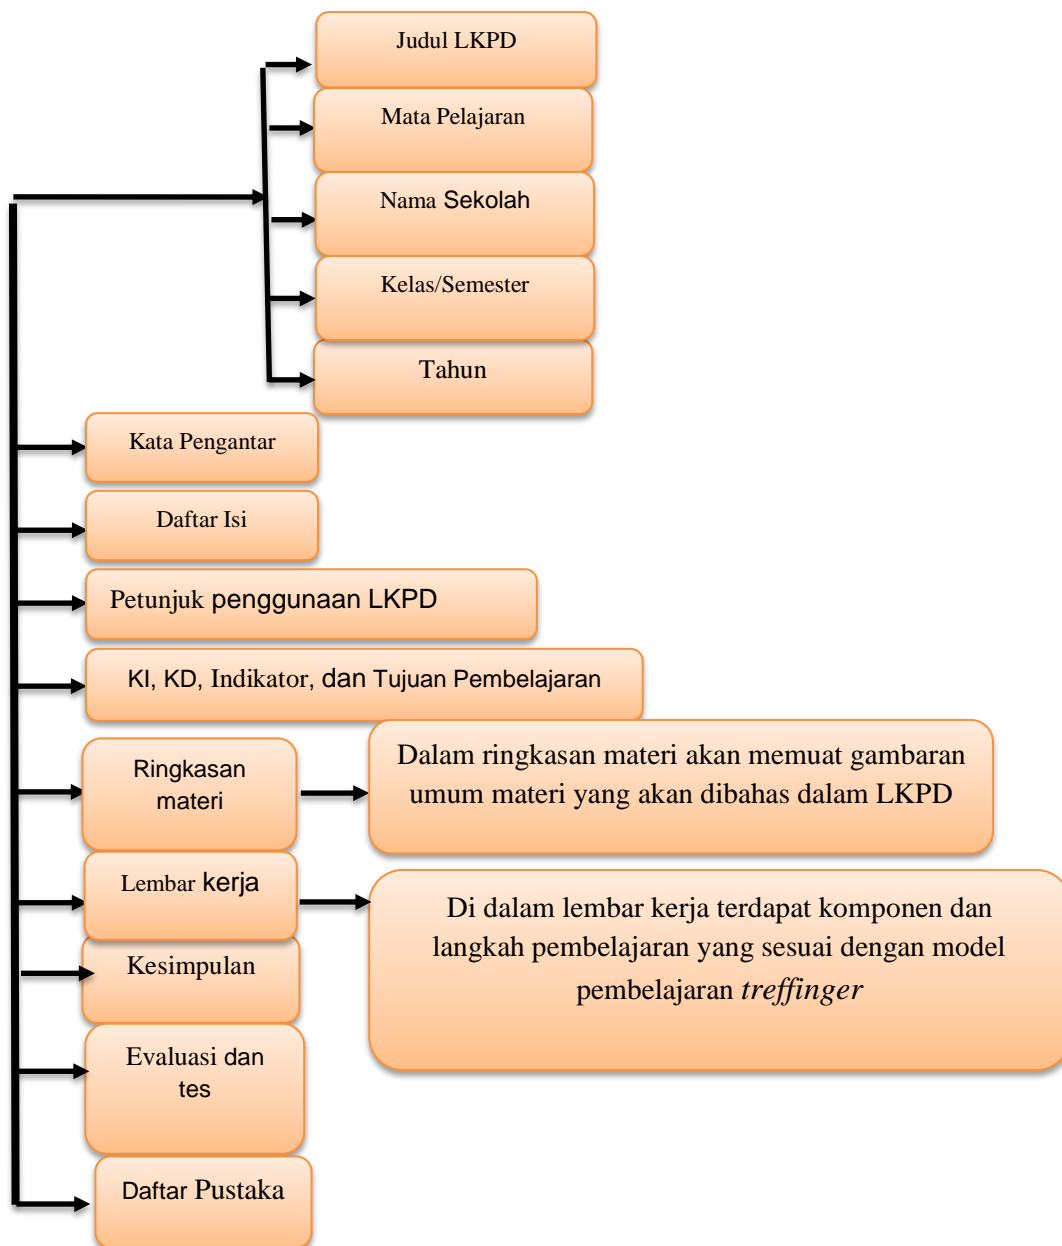 Judul LKPD
Mata Pelajaran
Nama Sekolah
Kelas/Semester
Tahun
Kata Pengantar
Daftar Isi
Petunjuk penggunaan LKPD
KI, KD, Indikator, dan Tujuan Pembelajaran
Ringkasan
materi
Dalam ringkasan materi akan memuat gambaran
umum materi yang akan dibahas dalam LKPD
Lembar kerja
Di dalam lembar kerja terdapat komponen dan
langkah pembelajaran yang sesuai dengan model
pembelajaran treffinger
Kesimpulan
Evaluasi dan
tes
Daftar Pustaka